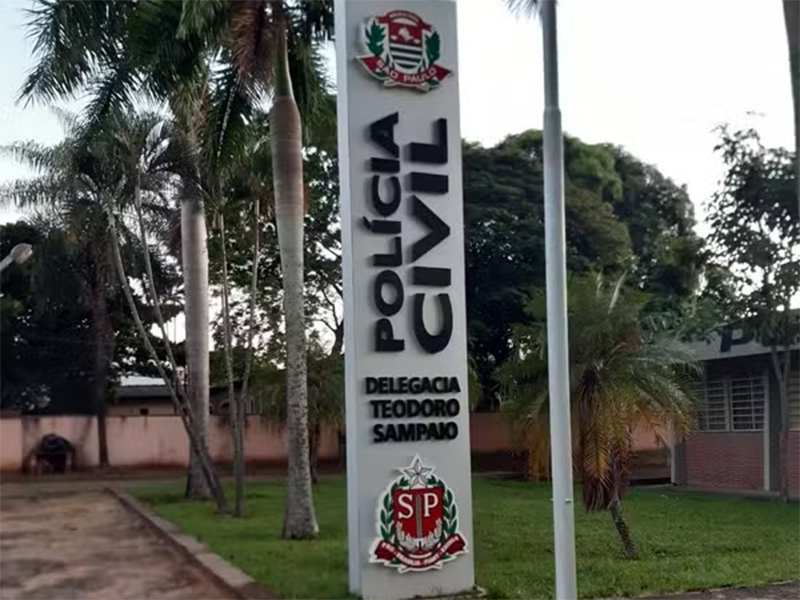 SÃO PAULO
POLÍCIA
CIVIL
DELEGACIA
TEODORO
SAMPAIO
SP